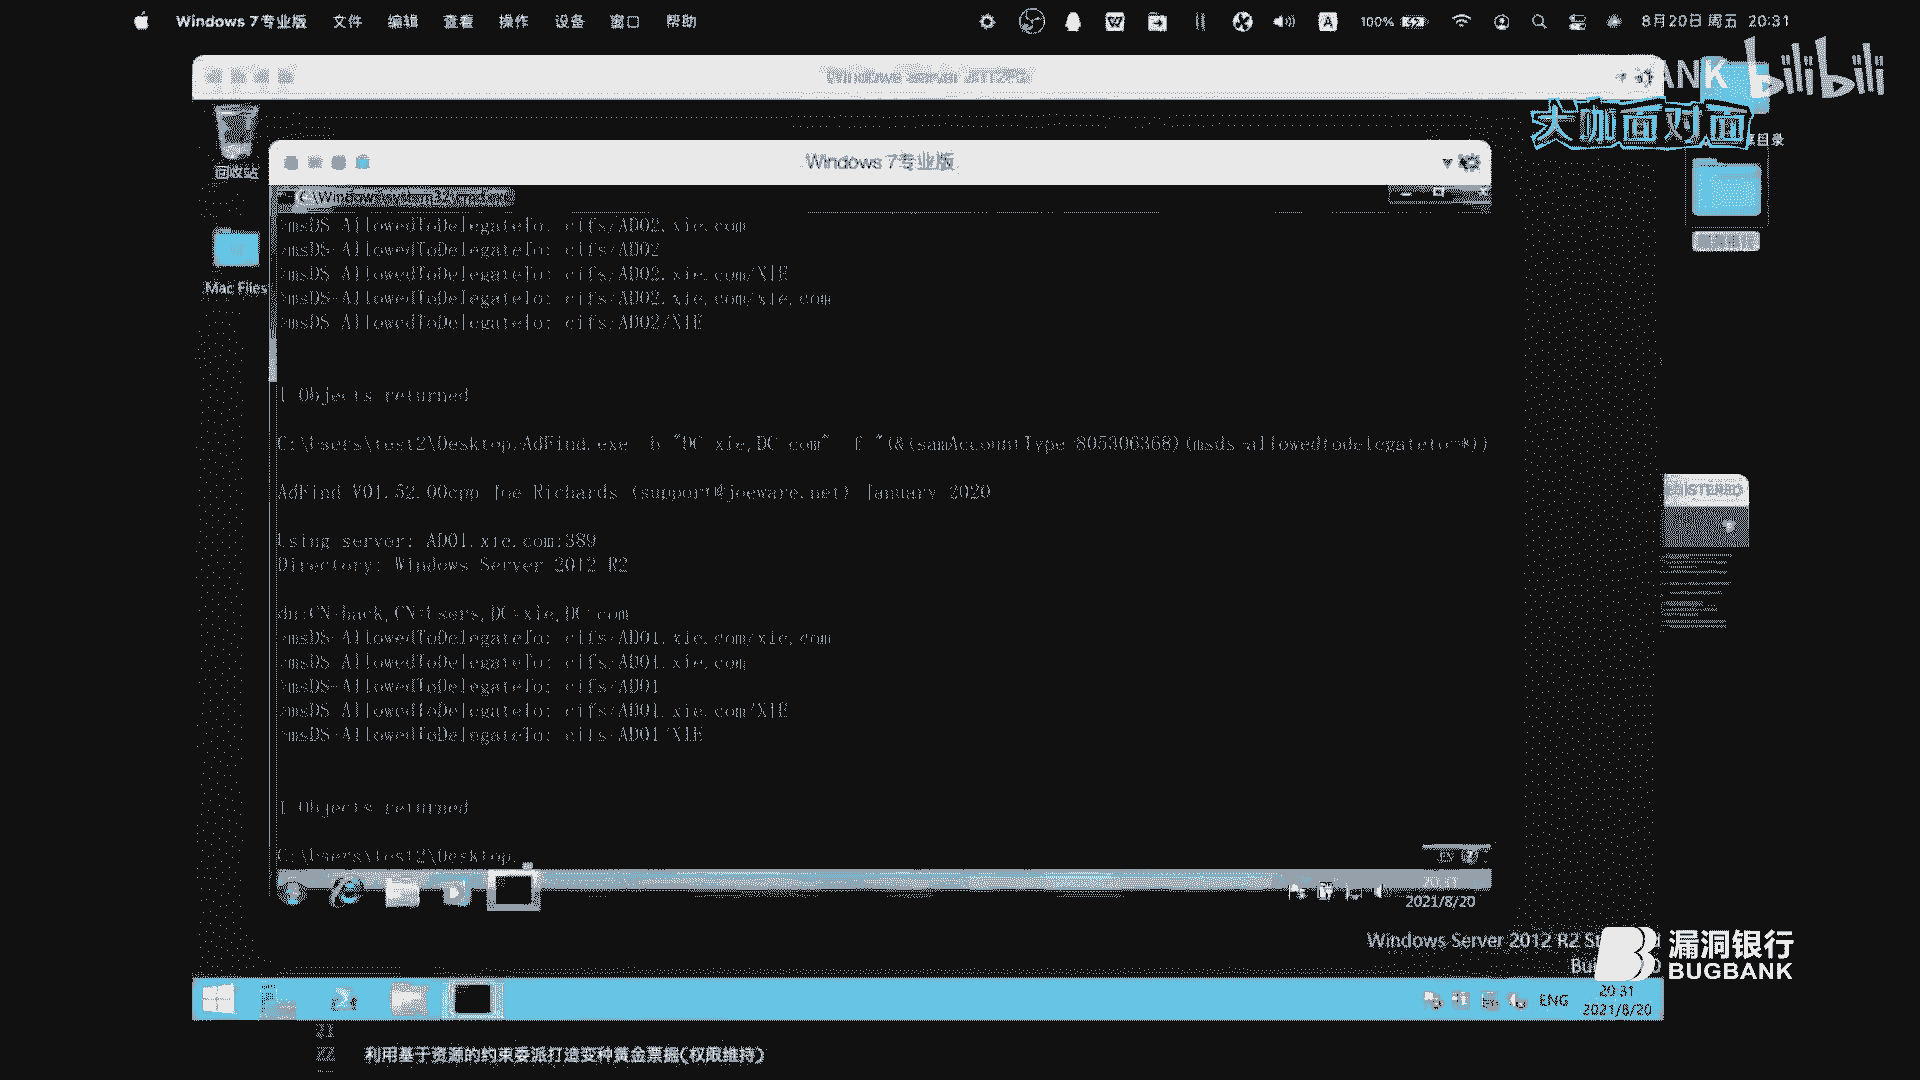 Windows 7专业版 文件 编辑 查看 操作 设备 窗口 帮助 100% 8月20日 周五 20:31
Windows Server 2012R2
bilibili
大咖面对面
回收站
Windows 7专业版
C:\Windows\system32\cmd.exe
Mac Files
>msDS-AllowedToDelegateTo: cifs/AD02.xie.com
>msDS-AllowedToDelegateTo: cifs/AD02
>msDS-AllowedToDelegateTo: cifs/AD02.xie.com/XIE
>msDS-AllowedToDelegateTo: cifs/AD02.xie.com/xie.com
>msDS-AllowedToDelegateTo: cifs/AD02/XIE
1 Objects returned
C:\Users\test2\Desktop>AdFind.exe -b "DC=xie,DC=com" -f "(&(samAccountType=805306368)(msds-allowedtodelegateto=*))
AdFind V01.52.00cpp Joe Richards (support@joeware.net) January 2020
Using server: AD01.xie.com:389
Directory: Windows Server 2012 R2
dn:CN=hack,CN=Users,DC=xie,DC=com
>msDS-AllowedToDelegateTo: cifs/AD01.xie.com/xie.com
>msDS-AllowedToDelegateTo: cifs/AD01.xie.com
>msDS-AllowedToDelegateTo: cifs/AD01
>msDS-AllowedToDelegateTo: cifs/AD01.xie.com/XIE
>msDS-AllowedToDelegateTo: cifs/AD01/XIE
1 Objects returned
C:\Users\test2\Desktop>
EN
20:31
2021/8/20
Windows Server 2012 R2
漏洞银行
BUGBANK
ENG
20:31
2021/8/20
21
22 利用基于资源的约束委派打造变种黄金票据(权限维持)